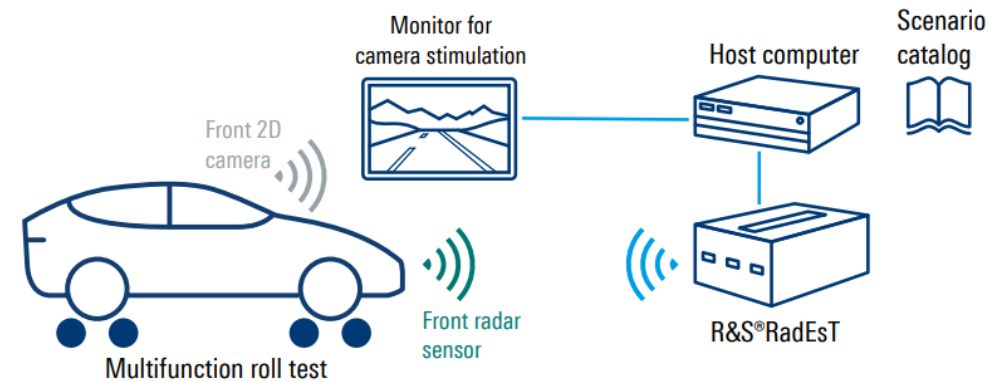 Monitor for
camera stimulation
Host computer
Scenario
catalog
Front 2D
camera
Front radar
sensor
R&S®RadEsT
Multifunction roll test